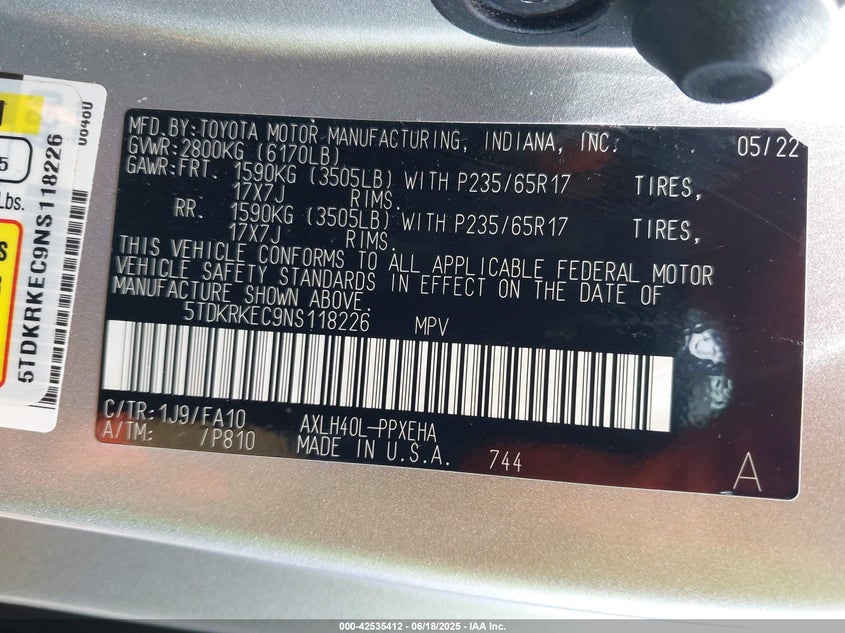 MFD.BY:TOYOTA MOTOR MANUFACTURING, INDIANA, INC. 05/22
GVWR:2800KG (6170LB)
GAWR:FRT. 1590KG (3505LB) WITH P235/65R17 TIRES,
17X7J RIMS.
RR. 1590KG (3505LB) WITH P235/65R17 TIRES,
17X7J RIMS.
THIS VEHICLE CONFORMS TO ALL APPLICABLE FEDERAL MOTOR
VEHICLE SAFETY STANDARDS IN EFFECT ON THE DATE OF
MANUFACTURE SHOWN ABOVE.
5TDKRKEC9NS118226 MPV
C/TR:1J9/FA10 AXLH40L-PPXEHA
A/TM: /P810 MADE IN U.S.A. 744 A
5
Lbs.
S
5TDKRKEC9NS118226
000-42535412 - 06/18/2025 - IAA Inc.